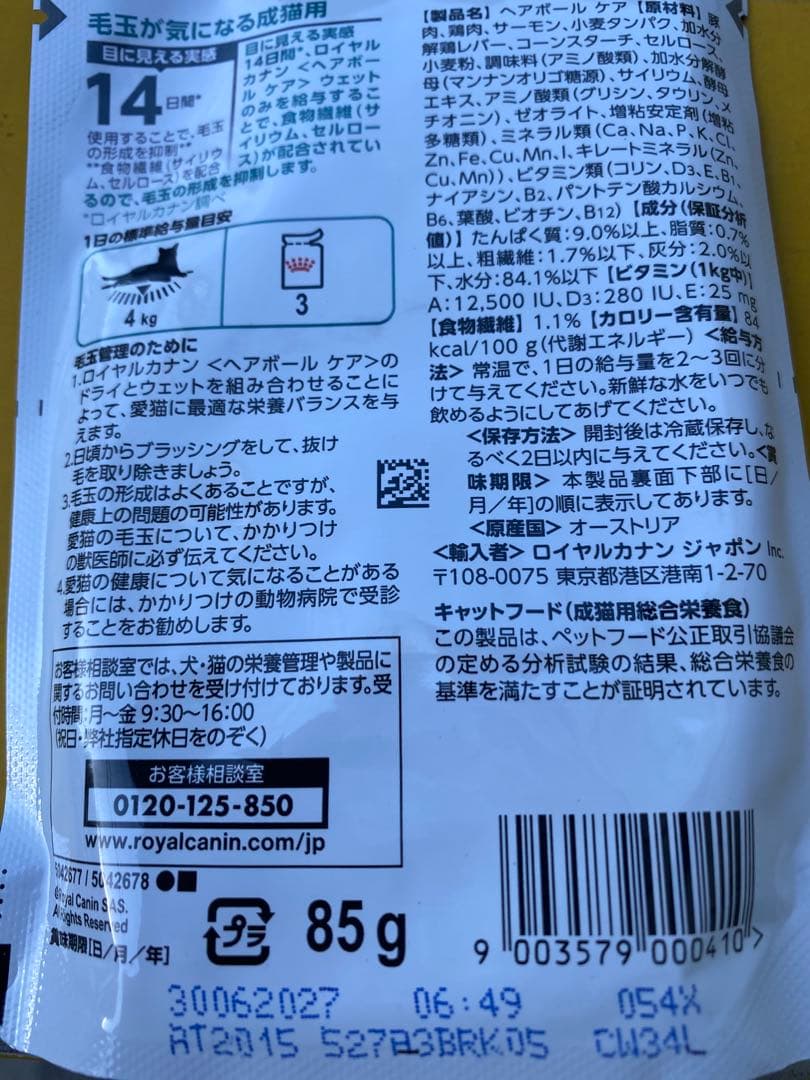 毛玉が気になる成猫用
目に見える実感
14日間*
使用することで、毛玉
の形成を抑制**
**食物繊維(サイリウ
ム、セルロース)を配合
目に見える実感
14日間*、ロイヤル
カナン <ヘアボー
ル ケア> ウェット
のみを給与するこ
とで、食物繊維(サ
イリウム、セルロー
ス)が配合されてい
るので、毛玉の形成を抑制します。
*ロイヤルカナン調べ
1日の標準給与量目安
4 kg
3
毛玉管理のために
1.ロイヤルカナン <ヘアボール ケア>の
ドライとウェットを組み合わせることに
よって、愛猫に最適な栄養バランスを与
えます。
2.日頃からブラッシングをして、抜け
毛を取り除きましょう。
3.毛玉の形成はよくあることですが、
健康上の問題の可能性があります。
愛猫の毛玉について、かかりつけ
の獣医師に必ず伝えてください。
4.愛猫の健康について気になることがある
場合には、かかりつけの動物病院で受診
することをお勧めします。
お客様相談室では、犬・猫の栄養管理や製品に
関するお問い合わせを受け付けております。受
付時間:月~金 9:30~16:00
(祝日・弊社指定休日をのぞく)
お客様相談室
0120-125-850
www.royalcanin.com/jp
5042677 / 5042678
©Royal Canin SAS.
All Rights Reserved
賞味期限[日/月/年]
プラ
85g
【製品名】 ヘアボール ケア 【原材料】 豚
肉、鶏肉、サーモン、小麦タンパク、加水分
解鶏レバー、コーンスターチ、セルロース、
小麦粉、調味料(アミノ酸類)、加水分解酵
母(マンナンオリゴ糖源)、サイリウム、酵母
エキス、アミノ酸類(グリシン、タウリン、メ
チオニン)、ゼオライト、増粘安定剤(増粘
多糖類)、ミネラル類(Ca、Na、P、K、Cl、
Zn、Fe、Cu、Mn、I、キレートミネラル(Zn、
Cu、Mn))、ビタミン類(コリン、D3、E、B1、
ナイアシン、B2、パントテン酸カルシウム、
B6、葉酸、ビオチン、B12) 【成分(保証分析
値)】 たんぱく質:9.0%以上、脂質:0.7%
以上、粗繊維:1.7%以下、灰分:2.0%以
下、水分:84.1%以下 【ビタミン(1kg中)】
A:12,500 IU、D3:280 IU、E:25 mg
【食物繊維】 1.1% 【カロリー含有量】 84
kcal/100 g(代謝エネルギー) <給与方
法> 常温で、1日の給与量を2~3回に分
けて与えてください。新鮮な水をいつでも
飲めるようにしてあげてください。
<保存方法> 開封後は冷蔵保存し、な
るべく2日以内に与えてください。<賞
味期限> 本製品裏面下部に[日/
月/年]の順に表示してあります。
<原産国> オーストリア
<輸入者> ロイヤルカナン ジャポン Inc.
〒108-0075 東京都港区港南1-2-70
キャットフード(成猫用総合栄養食)
この製品は、ペットフード公正取引協議会
の定める分析試験の結果、総合栄養食の
基準を満たすことが証明されています。
9 003579 000410 >
30062027 06:49 054X
AT2015 527A3BRK05 CW34L